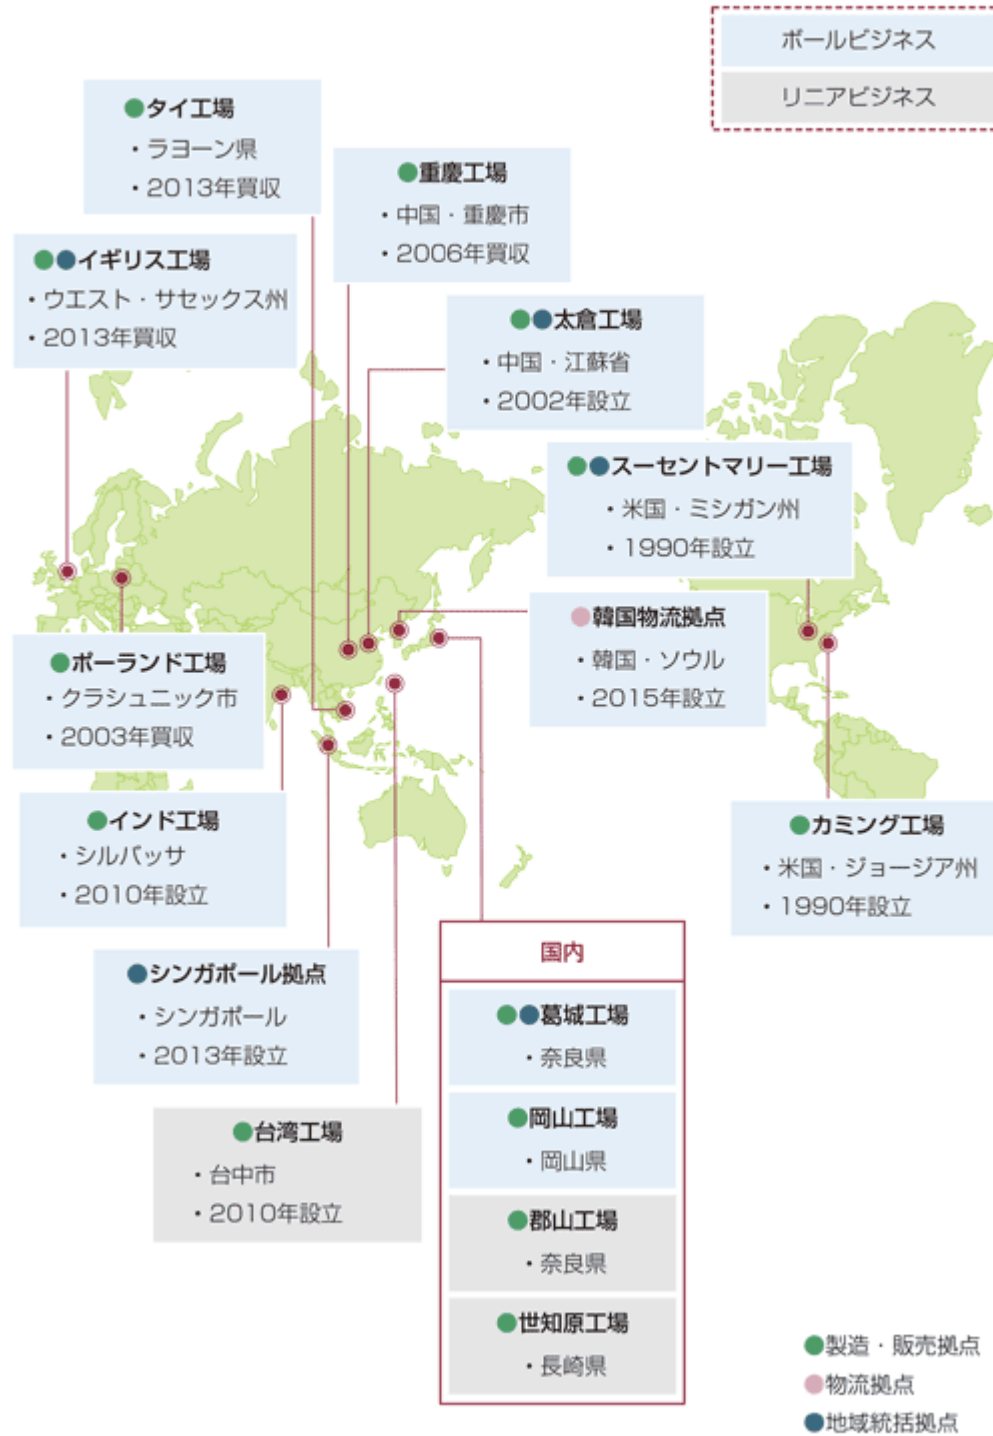 ボールビジネス
リニアビジネス
●タイ工場
・ラヨーン県
・2013年買収
●重慶工場
・中国・重慶市
・2006年買収
●●イギリス工場
・ウエスト・サセックス州
・2013年買収
●●太倉工場
・中国・江蘇省
・2002年設立
●●スーセントマリー工場
・米国・ミシガン州
・1990年設立
●韓国物流拠点
・韓国・ソウル
・2015年設立
●ポーランド工場
・クラシュニック市
・2003年買収
●インド工場
・シルバッサ
・2010年設立
●カミング工場
・米国・ジョージア州
・1990年設立
●シンガポール拠点
・シンガポール
・2013年設立
●台湾工場
・台中市
・2010年設立
国内
●●葛城工場
・奈良県
●岡山工場
・岡山県
●郡山工場
・奈良県
●世知原工場
・長崎県
●製造・販売拠点
●物流拠点
●地域統括拠点